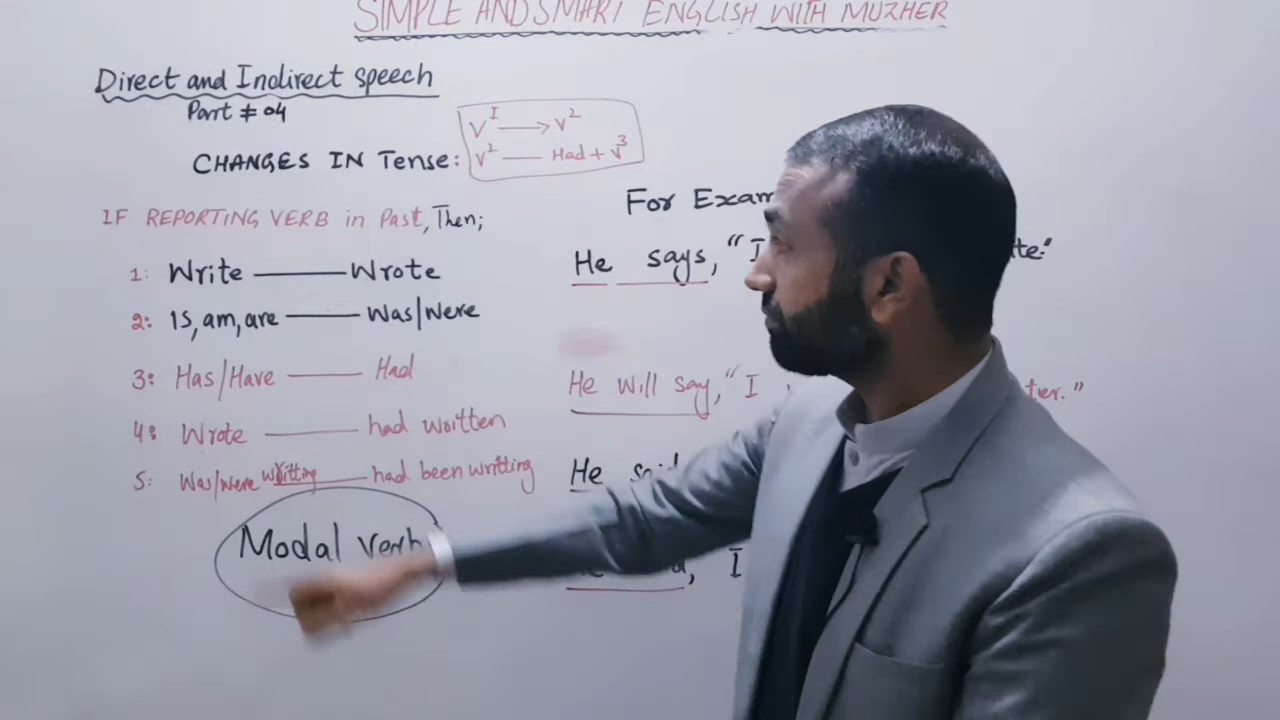 SIMPLE AND SMART ENGLISH WITH MUZHER
Direct and Indirect speech
Part # 04
CHANGES IN Tense:
V1 → V2
V2 — Had + V3
IF REPORTING VERB in Past, Then;
1: Write — Wrote
2: Is, am, are — Was/Were
3: Has/Have — Had
4: Wrote — had written
5: Was/were writting — had been writting
Modal verb
For Exam
He says, "I
He will say, "I
He
I